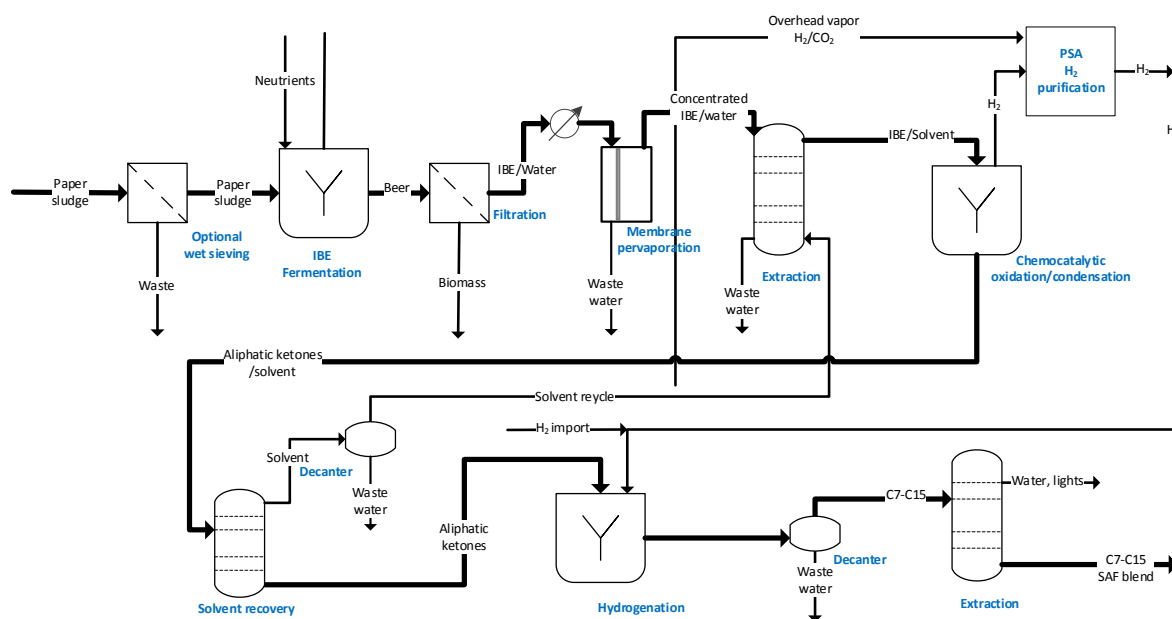 Overhead vapor
H₂/CO₂
PSA
H₂
purification
H₂
H
Neutrients
Concentrated
IBE/water
H₂
IBE/Solvent
Paper
sludge
Paper
sludge
Beer
IBE/Water
Filtration
Optional
wet sieving
IBE
Fermentation
Membrane
pervaporation
Extraction
Chemocatalytic
oxidation/condensation
Waste
Biomass
Waste
water
Waste
water
Aliphatic ketones
/solvent
Solvent reycle
H₂ import
Solvent
Decanter
Waste
water
Aliphatic
ketones
C7-C15
Water, lights
Decanter
Waste
water
C7-C15
SAF blend
Solvent recovery
Hydrogenation
Extraction